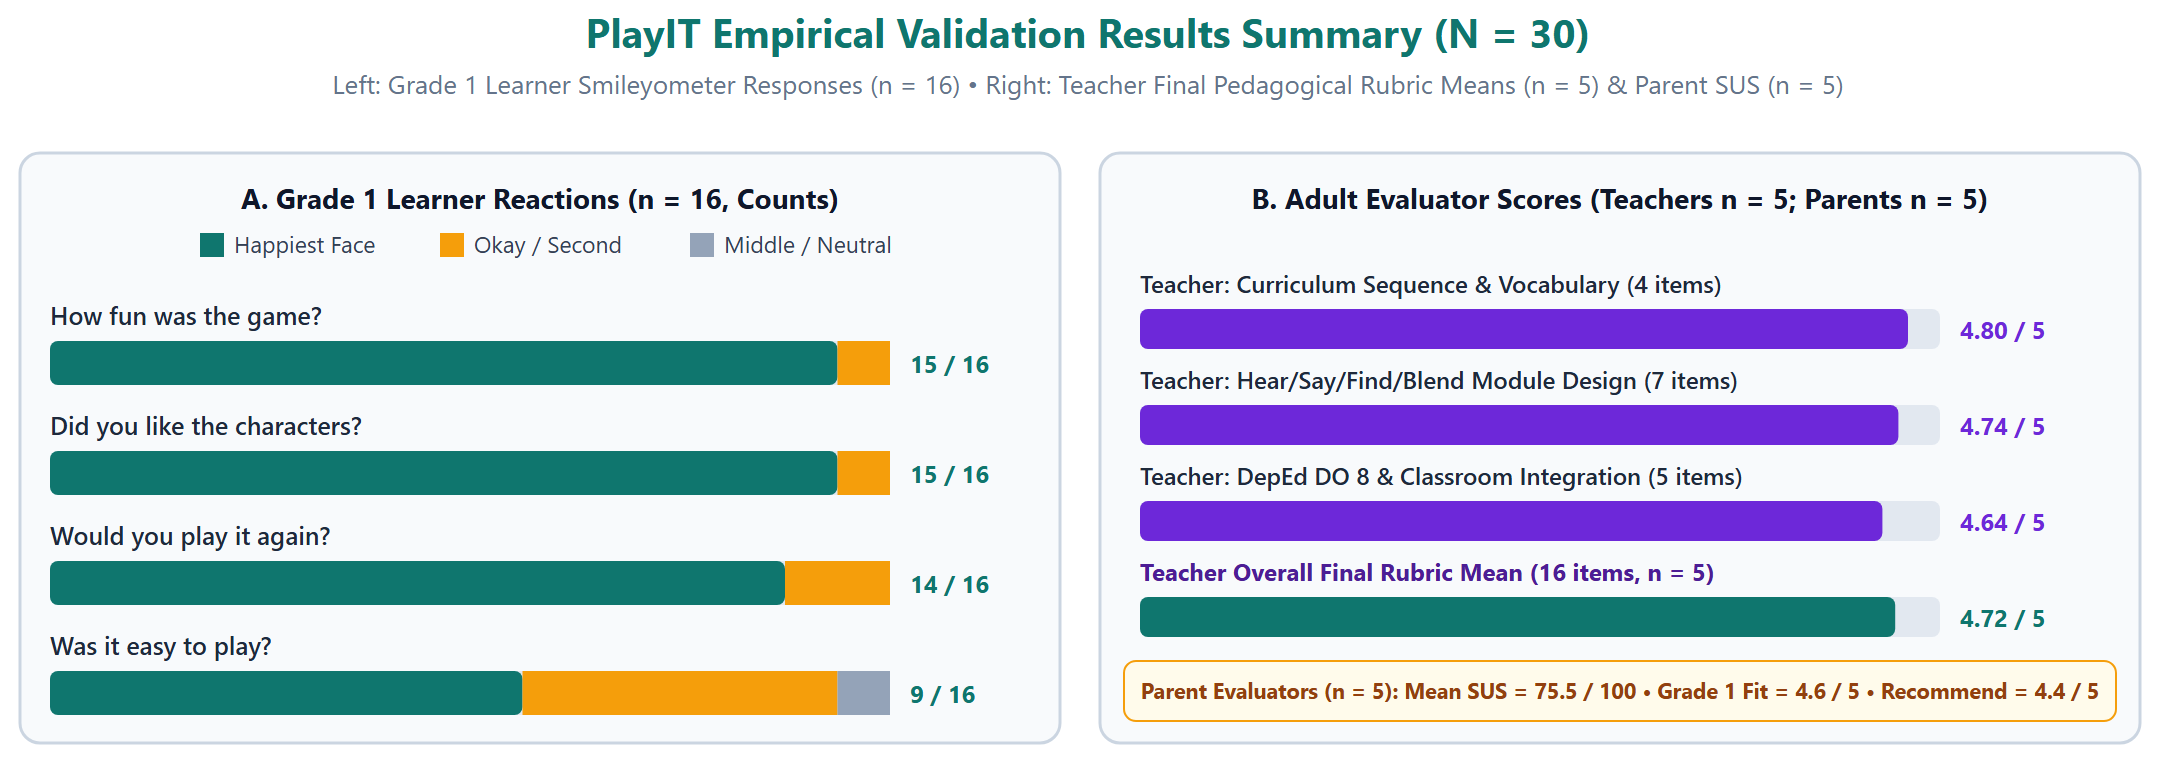 PlayIT Empirical Validation Results Summary (N = 30)
Left: Grade 1 Learner Smileyometer Responses (n = 16) • Right: Teacher Final Pedagogical Rubric Means (n = 5) & Parent SUS (n = 5)
A. Grade 1 Learner Reactions (n = 16, Counts)
Happiest Face
Okay / Second
Middle / Neutral
How fun was the game?
15 / 16
Did you like the characters?
15 / 16
Would you play it again?
14 / 16
Was it easy to play?
9 / 16
B. Adult Evaluator Scores (Teachers n = 5; Parents n = 5)
Teacher: Curriculum Sequence & Vocabulary (4 items)
4.80 / 5
Teacher: Hear/Say/Find/Blend Module Design (7 items)
4.74 / 5
Teacher: DepEd DO 8 & Classroom Integration (5 items)
4.64 / 5
Teacher Overall Final Rubric Mean (16 items, n = 5)
4.72 / 5
Parent Evaluators (n = 5): Mean SUS = 75.5 / 100 • Grade 1 Fit = 4.6 / 5 • Recommend = 4.4 / 5